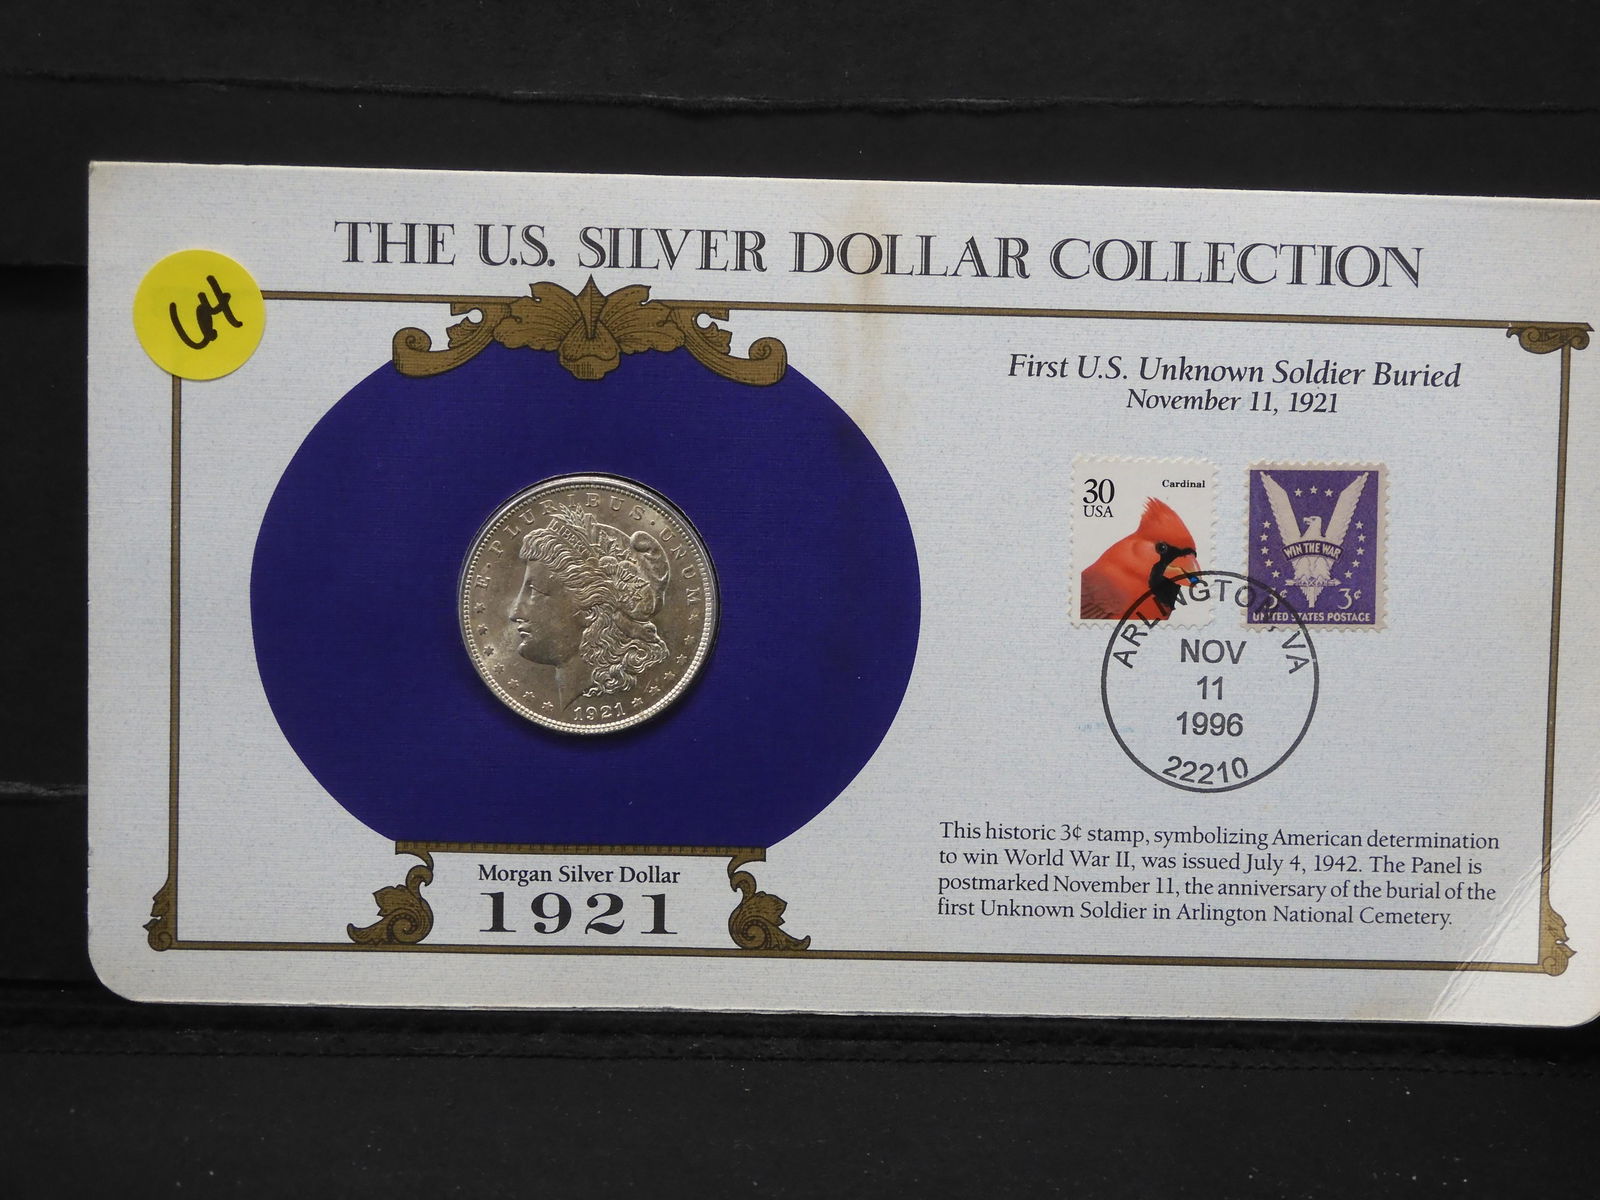 THE U.S. SILVER DOLLAR COLLECTION
First U.S. Unknown Soldier Buried
November 11, 1921
30
USA
Cardinal
WIN THE WAR
3¢
UNITED STATES POSTAGE
ARLINGTON, VA
NOV
11
1996
22210
E·PLURIBUS·UNUM
LIBERTY
1921
Morgan Silver Dollar
1921
This historic 3¢ stamp, symbolizing American determination
to win World War II, was issued July 4, 1942. The Panel is
postmarked November 11, the anniversary of the burial of the
first Unknown Soldier in Arlington National Cemetery.